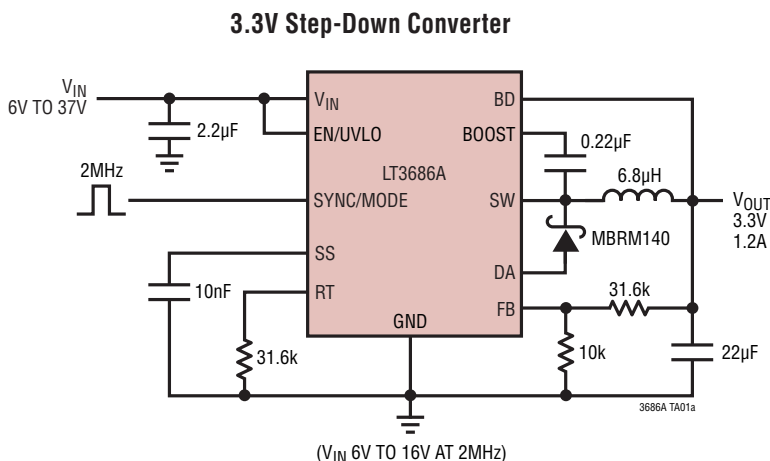 3.3V Step-Down Converter
VIN
6V TO 37V
2.2µF
2MHz
10nF
31.6k
VIN
EN/UVLO
SYNC/MODE
SS
RT
LT3686A
GND
BD
BOOST
SW
DA
FB
0.22µF
6.8µH
MBRM140
31.6k
10k
22µF
VOUT
3.3V
1.2A
3686A TA01a
(VIN 6V TO 16V AT 2MHz)